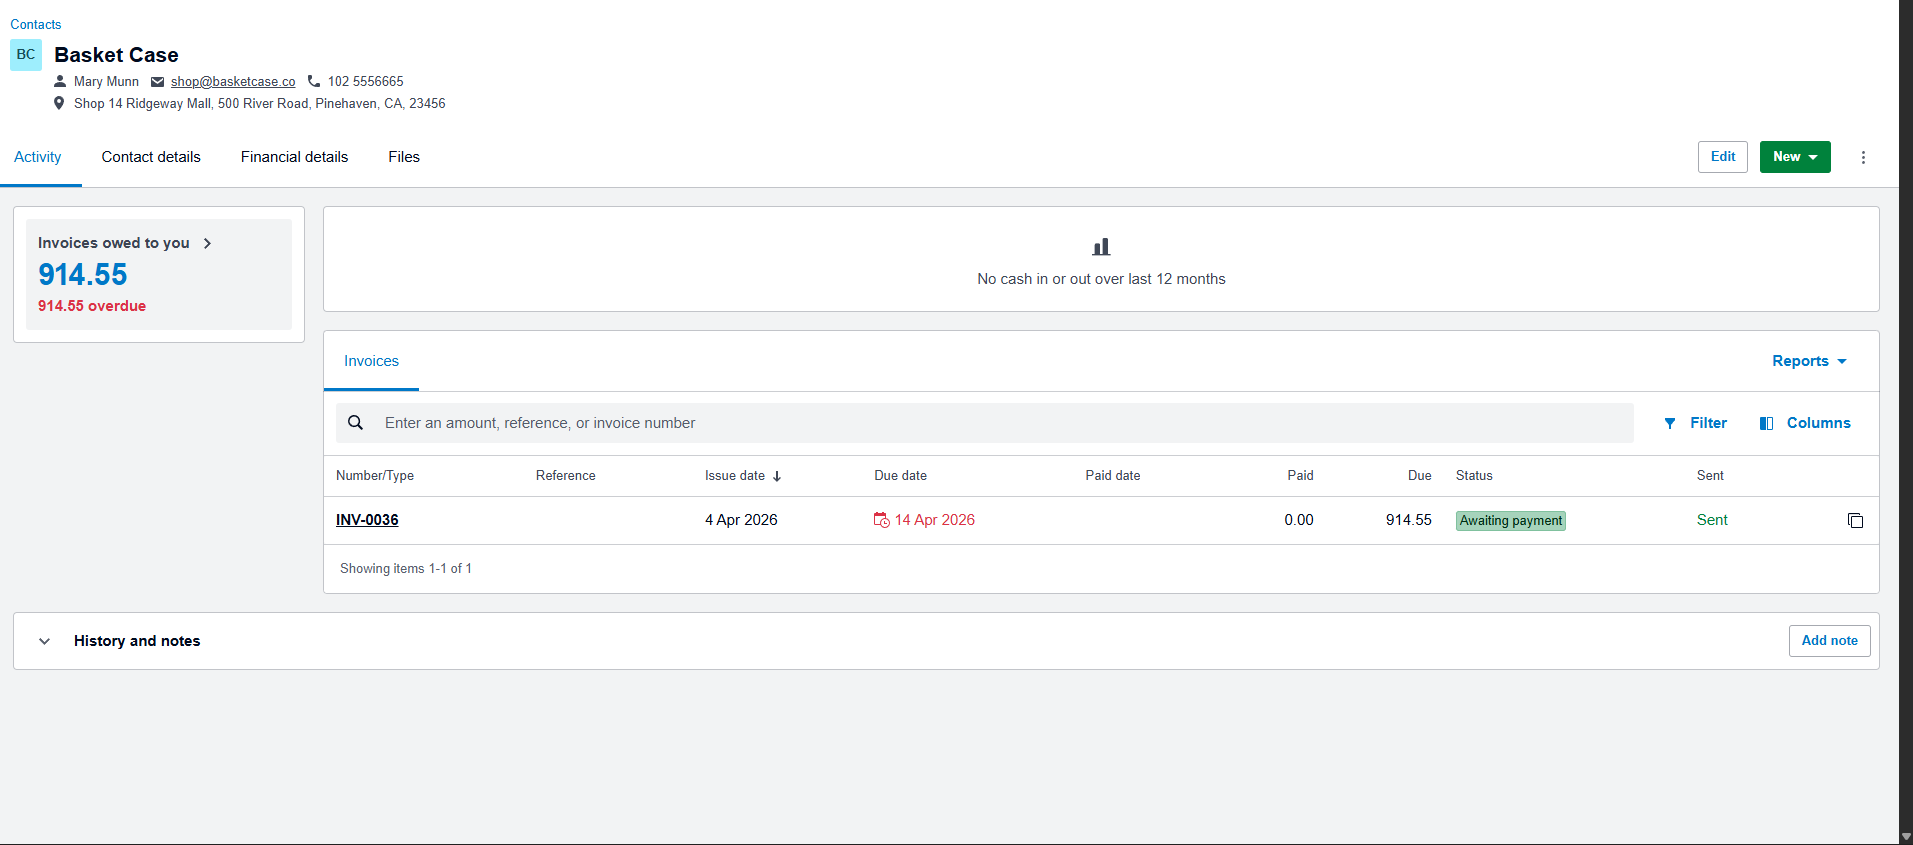 Contacts
BC Basket Case
Mary Munn shop@basketcase.co 102 5556665
Shop 14 Ridgeway Mall, 500 River Road, Pinehaven, CA, 23456
Activity Contact details Financial details Files Edit New
Invoices owed to you
914.55
914.55 overdue
No cash in or out over last 12 months
Invoices Reports
Enter an amount, reference, or invoice number Filter Columns
Number/Type Reference Issue date Due date Paid date Paid Due Status Sent
INV-0036 4 Apr 2026 14 Apr 2026 0.00 914.55 Awaiting payment Sent
Showing items 1-1 of 1
History and notes Add note